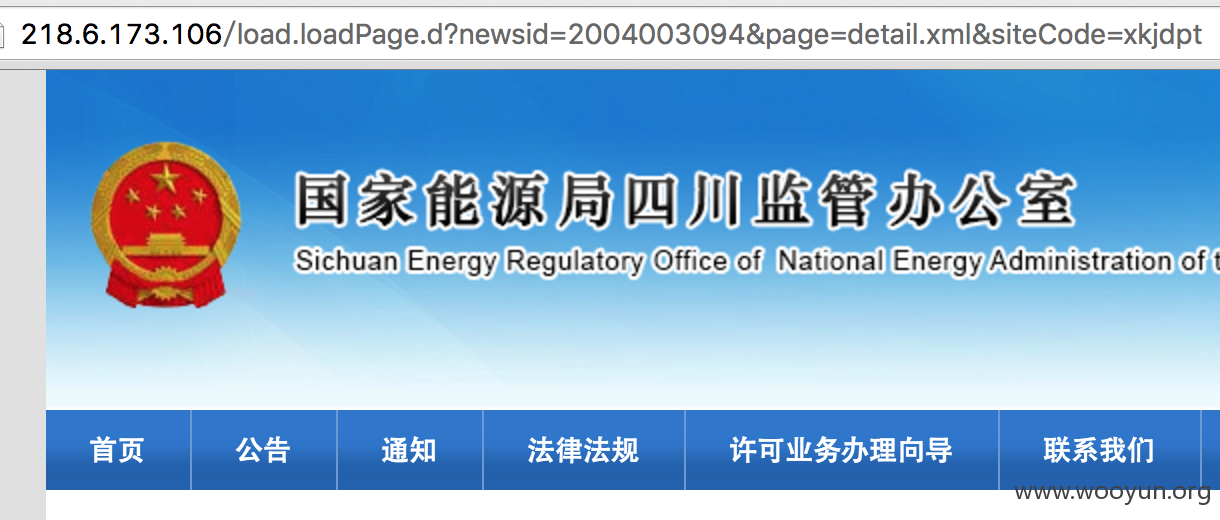 218.6.173.106/load.loadPage.d?newsid=2004003094&page=detail.xml&siteCode=xkjdpt
国家能源局四川监管办公室
Sichuan Energy Regulatory Office of National Energy Administration of t
首页 公告 通知 法律法规 许可业务办理向导 联系我们
www.wooyun.org